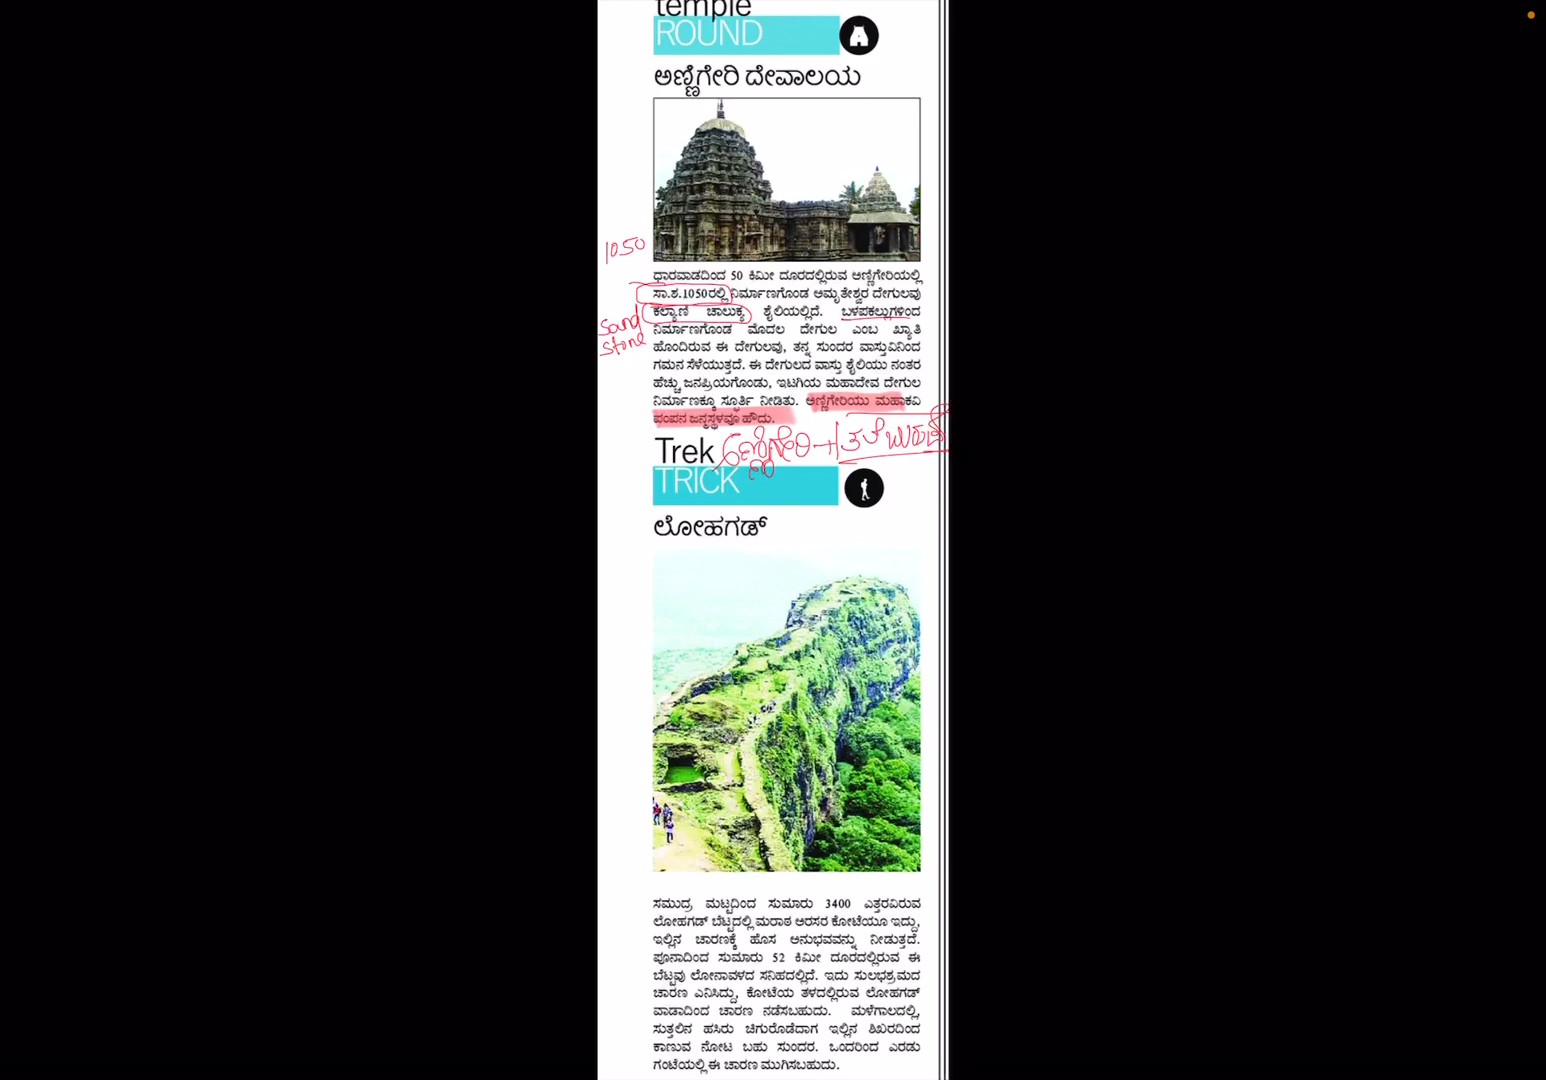 temple
ROUND
ಅಣ್ಣಿಗೇರಿ ದೇವಾಲಯ
1050
ಧಾರವಾಡದಿಂದ 50 ಕಿಮೀ ದೂರದಲ್ಲಿರುವ ಅಣ್ಣಿಗೇರಿಯಲ್ಲಿ
ಸಾ.ಶ.1050ರಲ್ಲಿ ನಿರ್ಮಾಣಗೊಂಡ ಅಮೃತೇಶ್ವರ ದೇಗುಲವು
ಕಲ್ಯಾಣಿ ಚಾಲುಕ್ಯ ಶೈಲಿಯಲ್ಲಿದೆ. ಬಳಪಕಲ್ಲುಗಳಿಂದ
Sand
stone
ನಿರ್ಮಾಣಗೊಂಡ ಮೊದಲ ದೇಗುಲ ಎಂಬ ಖ್ಯಾತಿ
ಹೊಂದಿರುವ ಈ ದೇಗುಲವು, ತನ್ನ ಸುಂದರ ವಾಸ್ತುವಿನಿಂದ
ಗಮನ ಸೆಳೆಯುತ್ತದೆ. ಈ ದೇಗುಲದ ವಾಸ್ತು ಶೈಲಿಯು ನಂತರ
ಹೆಚ್ಚು ಜನಪ್ರಿಯಗೊಂಡು, ಇಟಗಿಯ ಮಹಾದೇವ ದೇಗುಲ
ನಿರ್ಮಾಣಕ್ಕೂ ಸ್ಫೂರ್ತಿ ನೀಡಿತು. ಅಣ್ಣಿಗೇರಿಯು ಮಹಾಕವಿ
ಪಂಪನ ಜನ್ಮಸ್ಥಳವೂ ಹೌದು.
ಅಣ್ಣಿಗೇರಿ →
Trek
TRICK
ಲೋಹಗಡ್
ಸಮುದ್ರ ಮಟ್ಟದಿಂದ ಸುಮಾರು 3400 ಎತ್ತರವಿರುವ
ಲೋಹಗಡ್ ಬೆಟ್ಟದಲ್ಲಿ ಮರಾಠ ಅರಸರ ಕೋಟೆಯೂ ಇದ್ದು,
ಇಲ್ಲಿನ ಚಾರಣಕ್ಕೆ ಹೊಸ ಅನುಭವವನ್ನು ನೀಡುತ್ತದೆ.
ಪೂನಾದಿಂದ ಸುಮಾರು 52 ಕಿಮೀ ದೂರದಲ್ಲಿರುವ ಈ
ಬೆಟ್ಟವು ಲೋನಾವಳದ ಸನಿಹದಲ್ಲಿದೆ. ಇದು ಸುಲಭಶ್ರಮದ
ಚಾರಣ ಎನಿಸಿದ್ದು, ಕೋಟೆಯ ತಳದಲ್ಲಿರುವ ಲೋಹಗಡ್
ವಾಡಾದಿಂದ ಚಾರಣ ನಡೆಸಬಹುದು. ಮಳೆಗಾಲದಲ್ಲಿ,
ಸುತ್ತಲಿನ ಹಸಿರು ಚಿಗುರೊಡೆದಾಗ ಇಲ್ಲಿನ ಶಿಖರದಿಂದ
ಕಾಣುವ ನೋಟ ಬಹು ಸುಂದರ. ಒಂದರಿಂದ ಎರಡು
ಗಂಟೆಯಲ್ಲಿ ಈ ಚಾರಣ ಮುಗಿಸಬಹುದು.